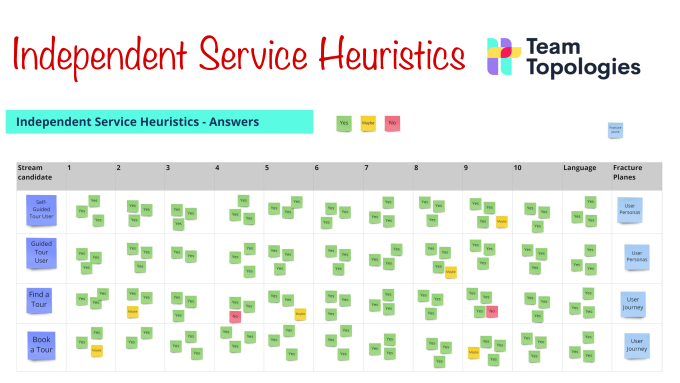 Independent Service Heuristics
Team
Topologies
Independent Service Heuristics - Answers
Yes
Maybe
No
Fracture
plane
Stream
candidate
1
2
3
4
5
6
7
8
9
10
Language
Fracture
Planes
Self-
Guided
Tour User
Yes Yes Yes
Yes Yes Yes
Yes Yes Yes
Yes Yes Yes
Yes Yes Yes
Yes Yes Yes
Yes Yes Yes
Yes Yes Yes
Yes Yes Yes Maybe
Yes Yes Yes
Yes Yes Yes
User
Personas
Guided
Tour
User
Yes Yes Yes
Yes Yes Yes
Yes Yes Yes
Yes Yes Yes
Yes Yes Yes
Yes Yes Yes
Yes Yes Yes
Yes Yes Yes Maybe
Yes Yes Yes
Yes Yes Yes
Yes Yes Yes
User
Personas
Find a
Tour
Yes Yes Yes
Yes Yes Maybe
Yes Yes Yes
Yes Yes No
Yes Yes Maybe
Yes Yes Yes
Yes Yes Yes
Yes Yes Yes
Yes Yes Yes No
Yes Yes Yes
Yes Yes Yes
User
Journey
Book
a Tour
Yes Yes Maybe
Yes Yes Yes
Yes Yes Yes
Yes Yes Yes
Yes Yes Yes
Yes Yes Yes
Yes Yes Yes
Yes Yes Yes
Yes Yes Maybe
Yes Yes Yes
Yes Yes Yes
User
Journey